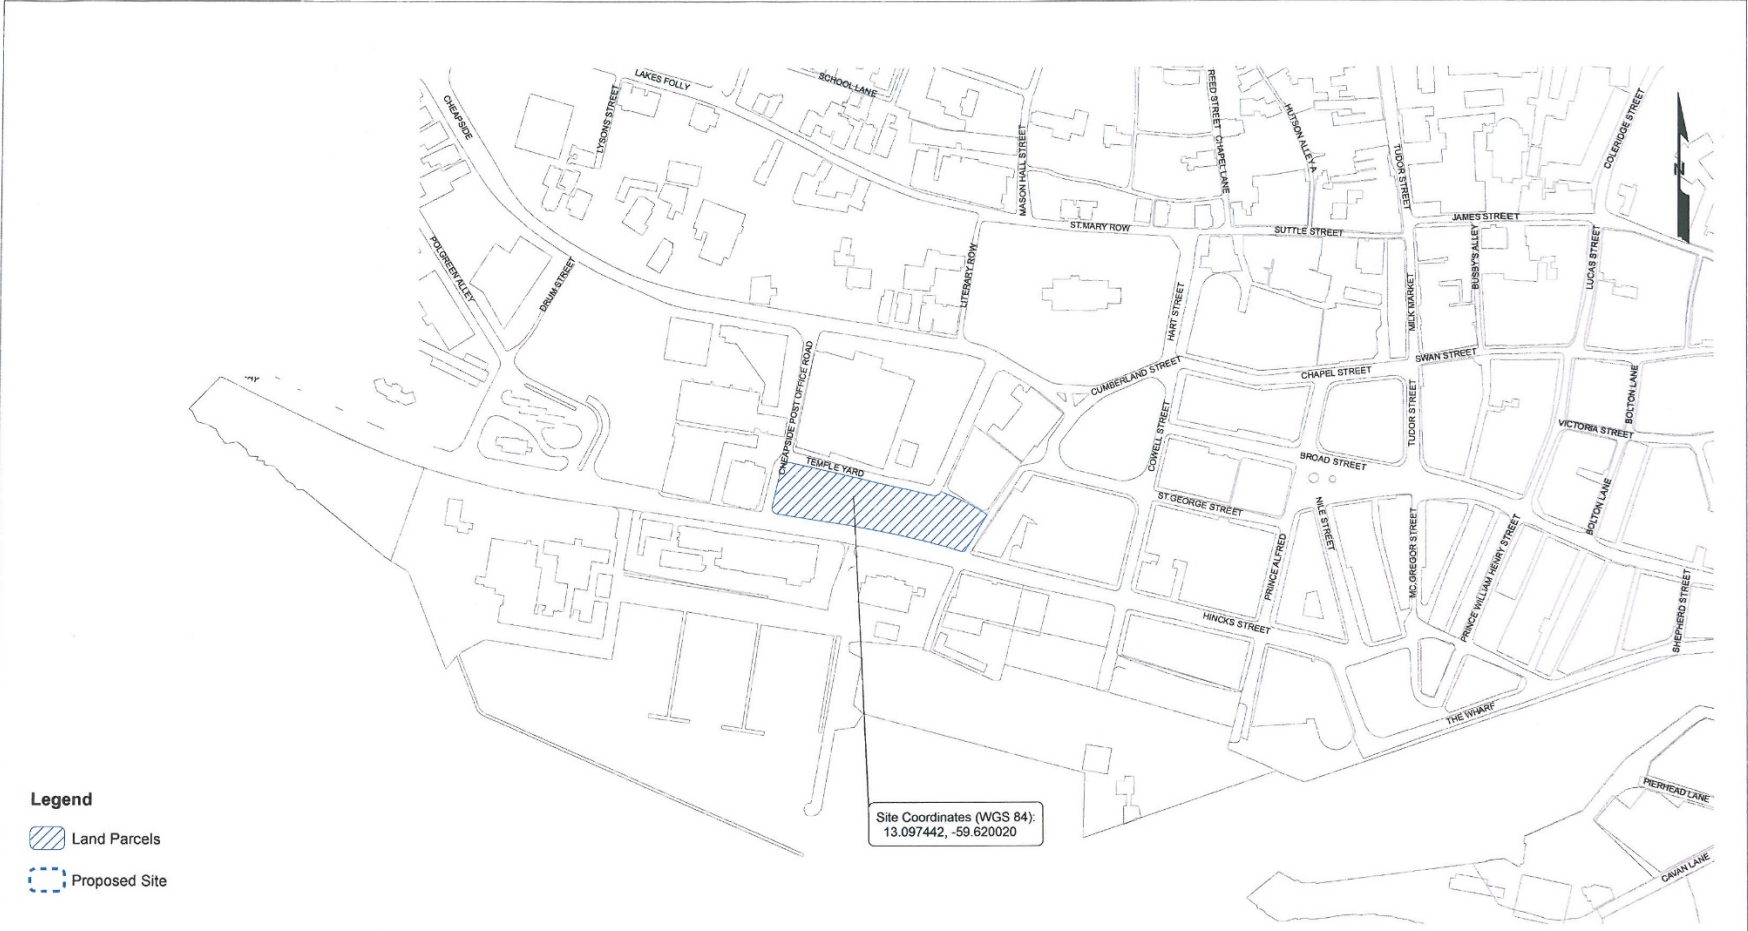 LAKES FOLLY
SCHOOL LANE
CHEAPSIDE
LYSONS STREET
MASON HALL STREET
REED STREET
CHAPEL LANE
HUTSON ALLEY A
TUDOR STREET
COLERIDGE STREET
N
ST.MARY ROW
SUTTLE STREET
JAMES STREET
POLGREEN ALLEY
DRUM STREET
LITERARY ROW
HART STREET
MILK MARKET
BUSBY'S ALLEY
LUCAS STREET
CHEAPSIDE POST OFFICE ROAD
CUMBERLAND STREET
CHAPEL STREET
SWAN STREET
AY
COWELL STREET
TUDOR STREET
BOLTON LANE
VICTORIA STREET
TEMPLE YARD
BROAD STREET
ST.GEORGE STREET
NILE STREET
BOLTON LANE
PRINCE ALFRED
MC.GREGOR STREET
PRINCE WILLIAM HENRY STREET
SHEPHERD STREET
HINCKS STREET
THE WHARF
PIERHEAD LANE
CAVAN LANE
Site Coordinates (WGS 84):
13.097442, -59.620020
Legend
Land Parcels
Proposed Site